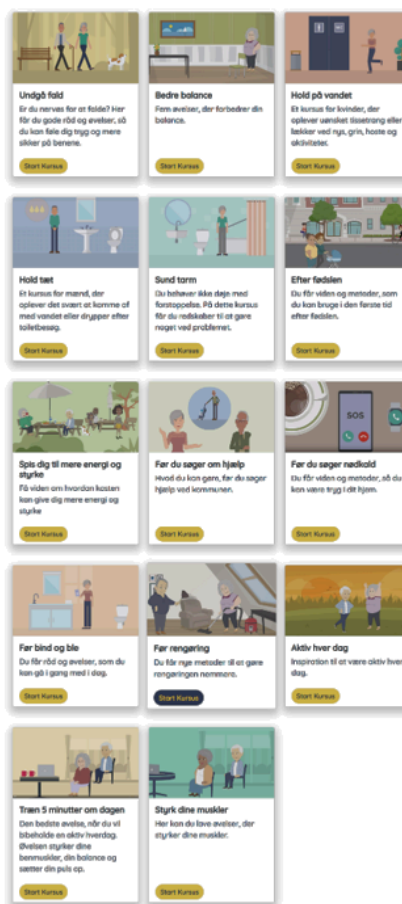 Undgå fald
Er du nervøs for at falde? Her
får du gode råd og øvelser, så
du kan føle dig tryg og mere
sikker på benene.
Start Kursus
Bedre balance
Fem øvelser, der forbedrer din
balance.
Start Kursus
Hold på vandet
Et kursus for kvinder, der
oplever uønsket tissetrang eller
lækker ved nys, grin, hoste og
aktiviteter.
Start Kursus
Hold tæt
Et kursus for mænd, der
oplever det svært at komme af
med vandet eller drypper efter
toiletbesøg.
Start Kursus
Sund tarm
Du behøver ikke døje med
forstoppelse. På dette kursus
får du redskaber til at gøre
noget ved problemet.
Start Kursus
Efter fødslen
Du får viden og metoder, som
du kan bruge i den første tid
efter fødslen.
Start Kursus
Spis dig til mere energi og
styrke
Få viden om hvordan kosten
kan give dig mere energi og
styrke
Start Kursus
Før du søger om hjælp
Hvad du kan gøre, før du søger
hjælp ved kommunen.
Start Kursus
SOS
Før du søger nødkald
Du får viden og metoder, så du
kan være tryg i dit hjem.
Start Kursus
Før bind og ble
Du får råd og øvelser, som du
kan gå i gang med i dag.
Start Kursus
Før rengøring
Du får nye metoder til at gøre
rengøringen nemmere.
Start Kursus
Aktiv hver dag
Inspiration til at være aktiv hver
dag.
Start Kursus
Træn 5 minutter om dagen
Den bedste øvelse, når du vil
bibeholde en aktiv hverdag.
Øvelsen styrker dine
benmuskler, din balance og
sætter din puls op.
Start Kursus
Styrk dine muskler
Her kan du lave øvelser, der
styrker dine muskler.
Start Kursus